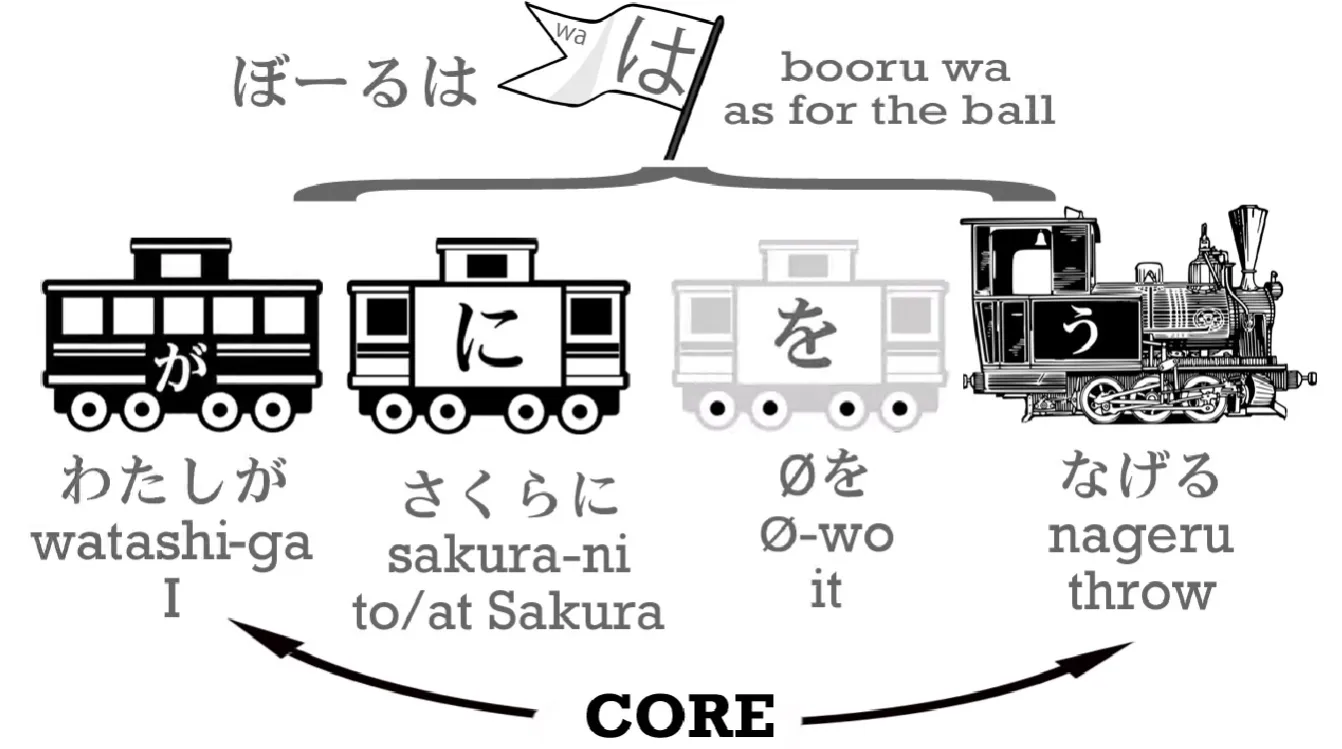 ぼーるは
wa
は
booru wa
as for the ball
が
に
を
う
わたしが
watashi-ga
I
さくらに
sakura-ni
to/at Sakura
Øを
Ø-wo
it
なげる
nageru
throw
CORE